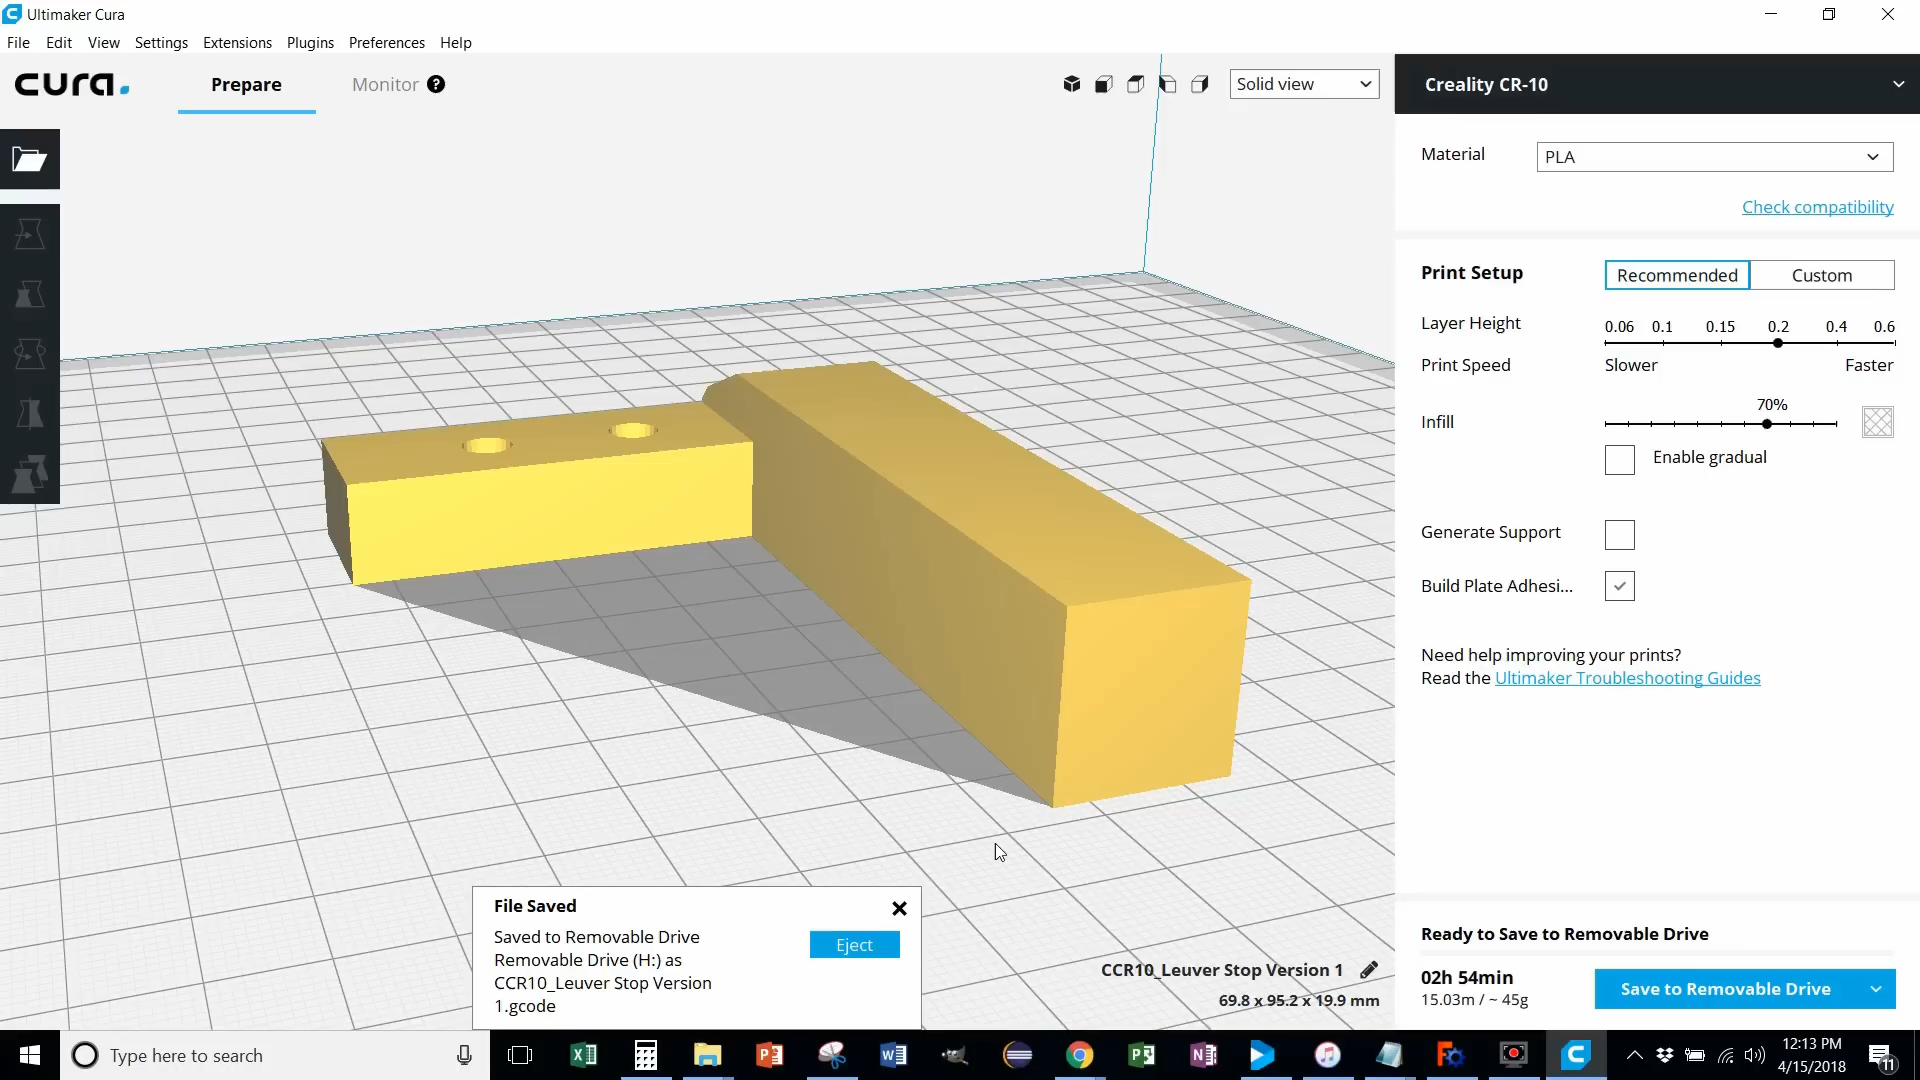 Ultimaker Cura
File Edit View Settings Extensions Plugins Preferences Help
cura.
Prepare
Monitor ?
Solid view
Creality CR-10
Material
PLA
Check compatibility
Print Setup
Recommended
Custom
Layer Height
0.06 0.1 0.15 0.2 0.4 0.6
Print Speed
Slower
Faster
70%
Infill
Enable gradual
Generate Support
Build Plate Adhesi...
Need help improving your prints?
Read the Ultimaker Troubleshooting Guides
File Saved
Saved to Removable Drive
Removable Drive (H:) as
CCR10_Leuver Stop Version
1.gcode
Eject
CCR10_Leuver Stop Version 1
69.8 x 95.2 x 19.9 mm
Ready to Save to Removable Drive
02h 54min
15.03m / ~ 45g
Save to Removable Drive
Type here to search
12:13 PM
4/15/2018
11